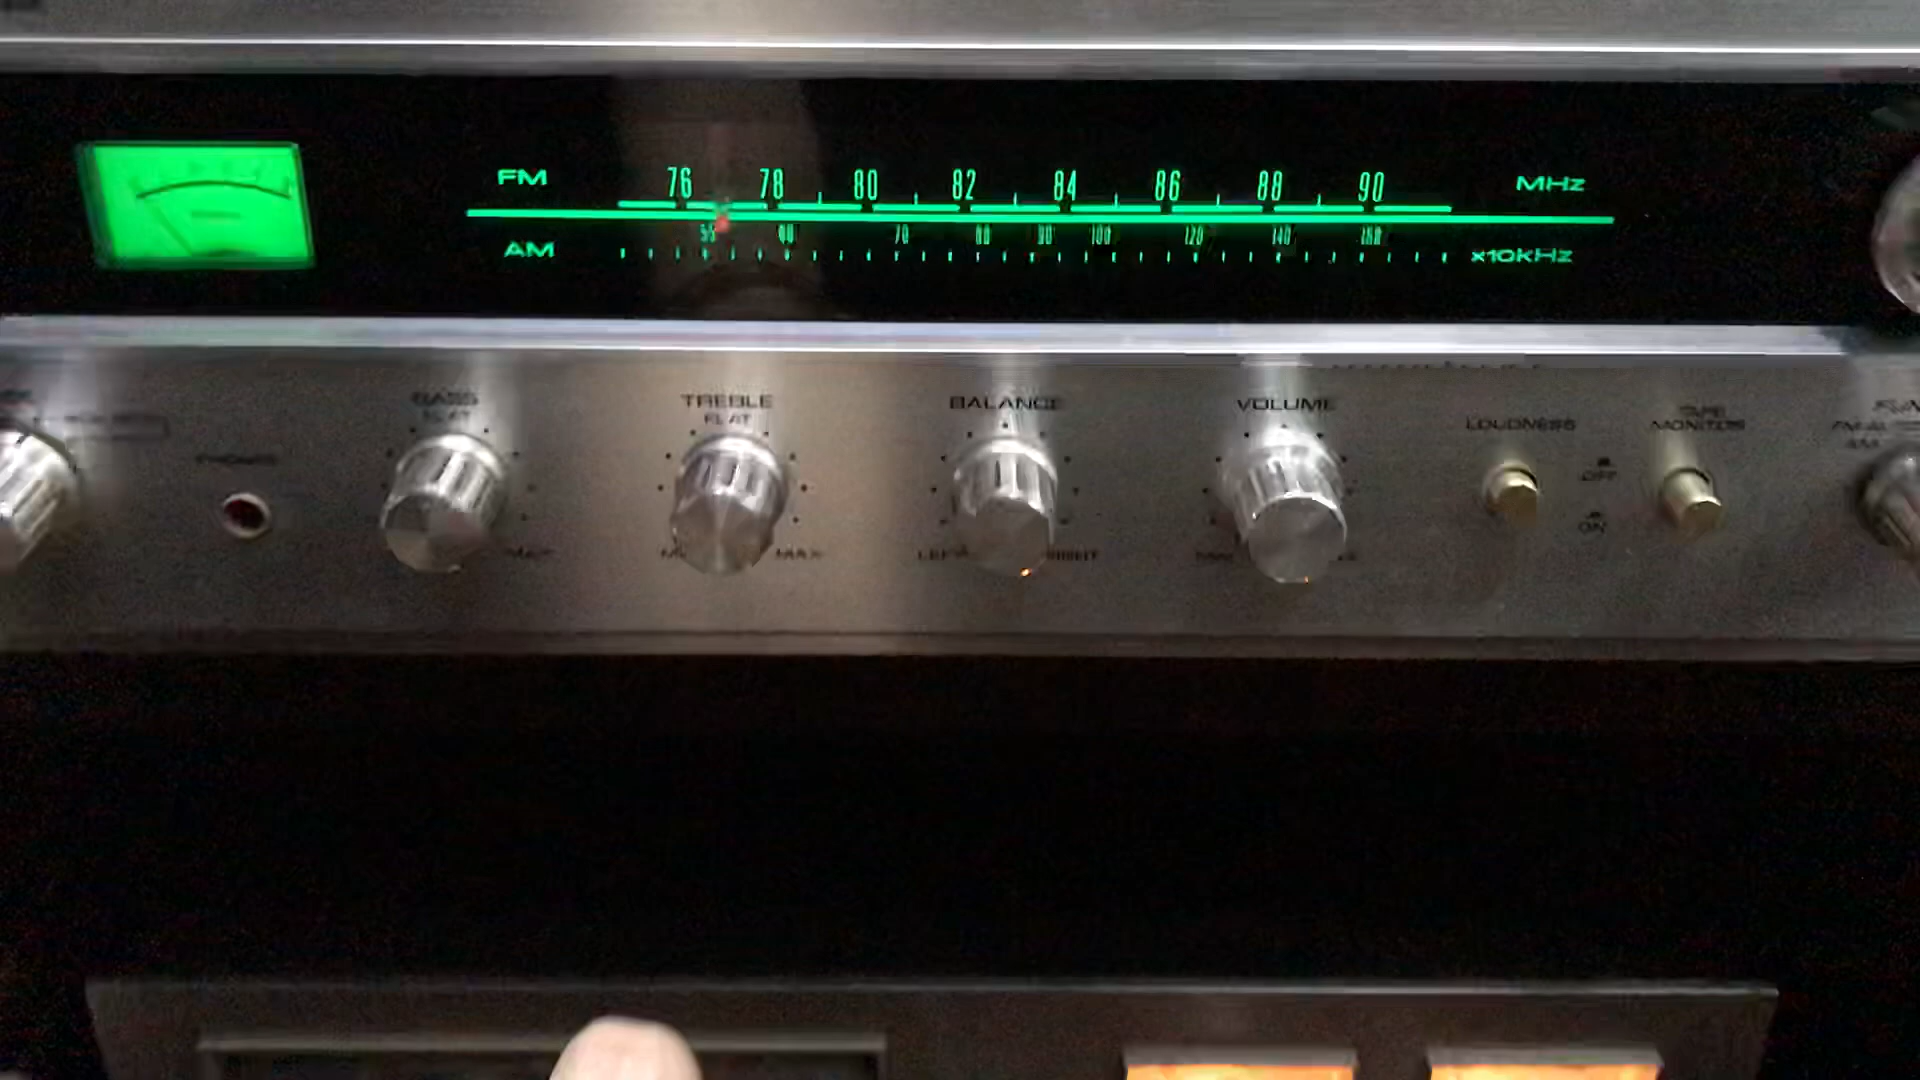 FM 76 78 80 82 84 86 88 90 MHz
AM 55 60 70 80 90 100 120 140 160 x10kHz
BASS TREBLE BALANCE VOLUME
FLAT FLAT
LOUDNESS TAPE MONITOR
PHONES
OFF
ON
MAX MAX LEFT RIGHT